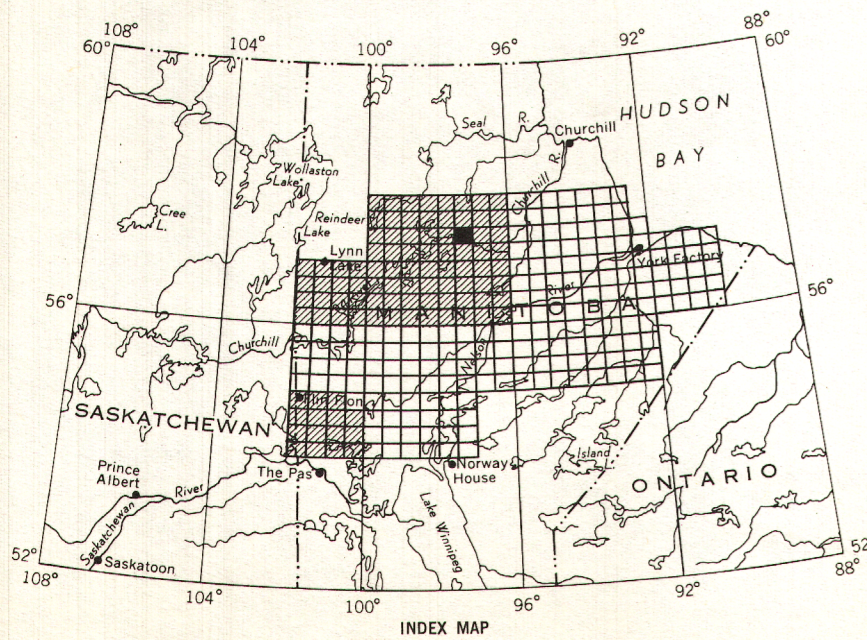 108°
104°
100°
96°
92°
88°
60°
60°
HUDSON
BAY
Seal R.
Churchill
Churchill R.
Wollaston
Lake
Cree
L.
Reindeer
Lake
Lynn
Lake
York Factory
River
MANITOBA
56°
56°
Churchill
Nelson
Flin Flon
SASKATCHEWAN
Island
L.
Prince
Albert
River
The Pas
Norway
House
ONTARIO
Saskatchewan
Lake Winnipeg
Saskatoon
52°
52
108°
104°
100°
96°
92°
88°
INDEX MAP